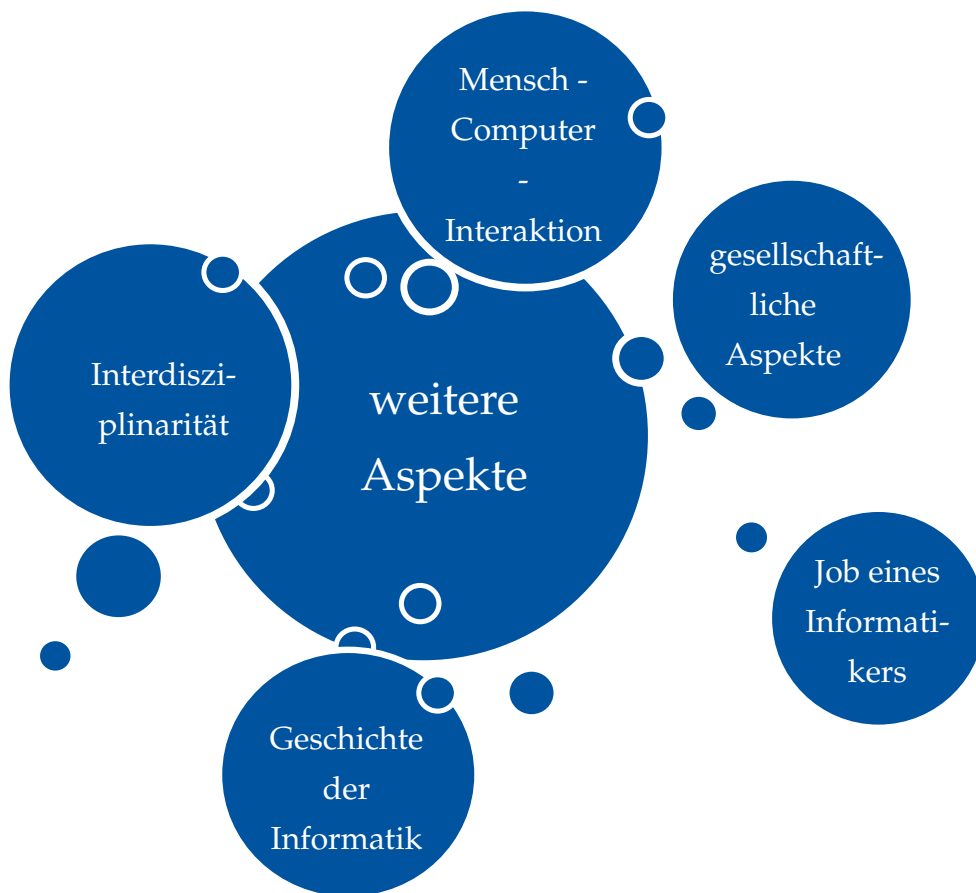 Mensch -
Computer
-
Interaktion
gesellschaft-
liche
Aspekte
Interdiszi-
plinarität
weitere
Aspekte
Job eines
Informati-
kers
Geschichte
der
Informatik